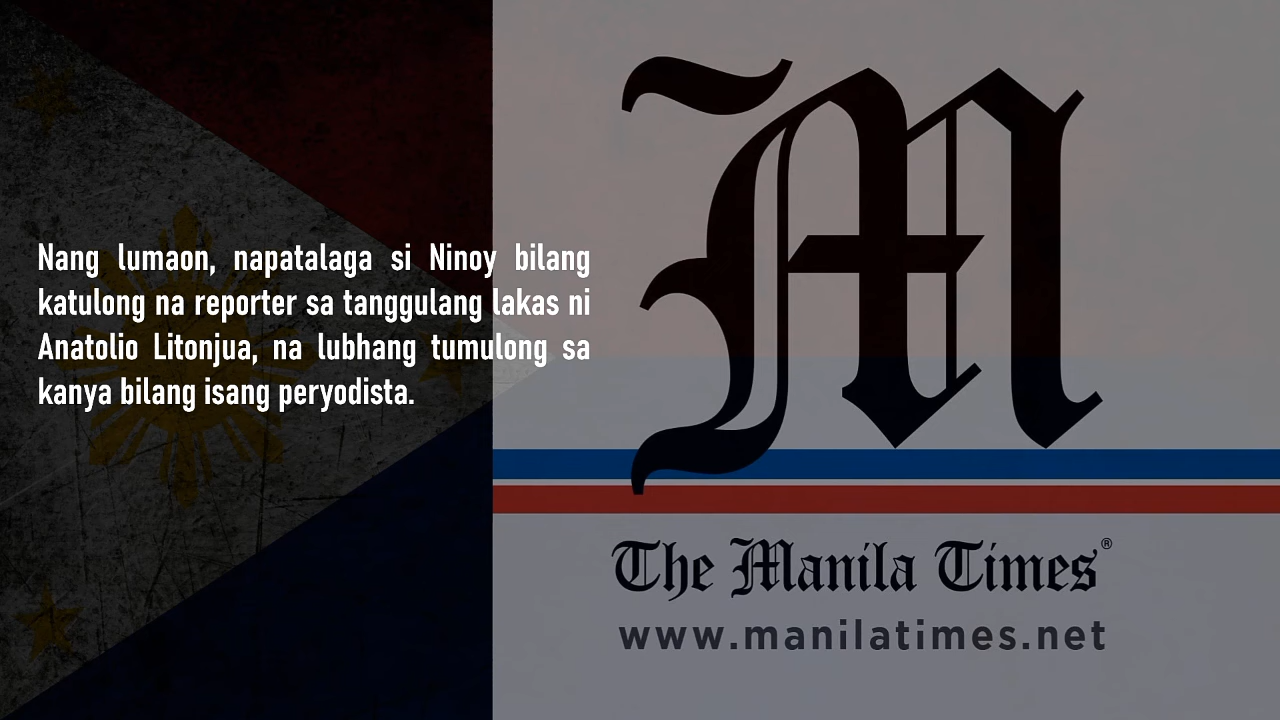 Nang lumaon, napatalaga si Ninoy bilang
katulong na reporter sa tanggulang lakas ni
Anatolio Litonjua, na lubhang tumulong sa
kanya bilang isang peryodista.
M
The Manila Times®
www.manilatimes.net